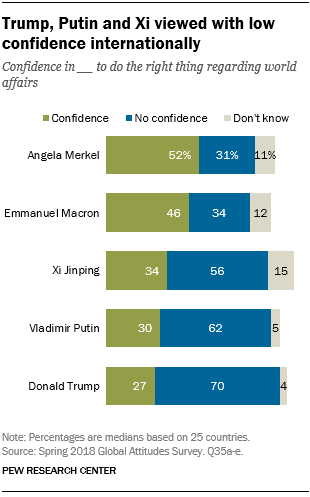 Trump, Putin and Xi viewed with low
confidence internationally
Confidence in __ to do the right thing regarding world
affairs
Confidence No confidence Don't know
Angela Merkel 52% 31% 11%
Emmanuel Macron 46 34 12
Xi Jinping 34 56 15
Vladimir Putin 30 62 5
Donald Trump 27 70 4
Note: Percentages are medians based on 25 countries.
Source: Spring 2018 Global Attitudes Survey. Q35a-e.
PEW RESEARCH CENTER